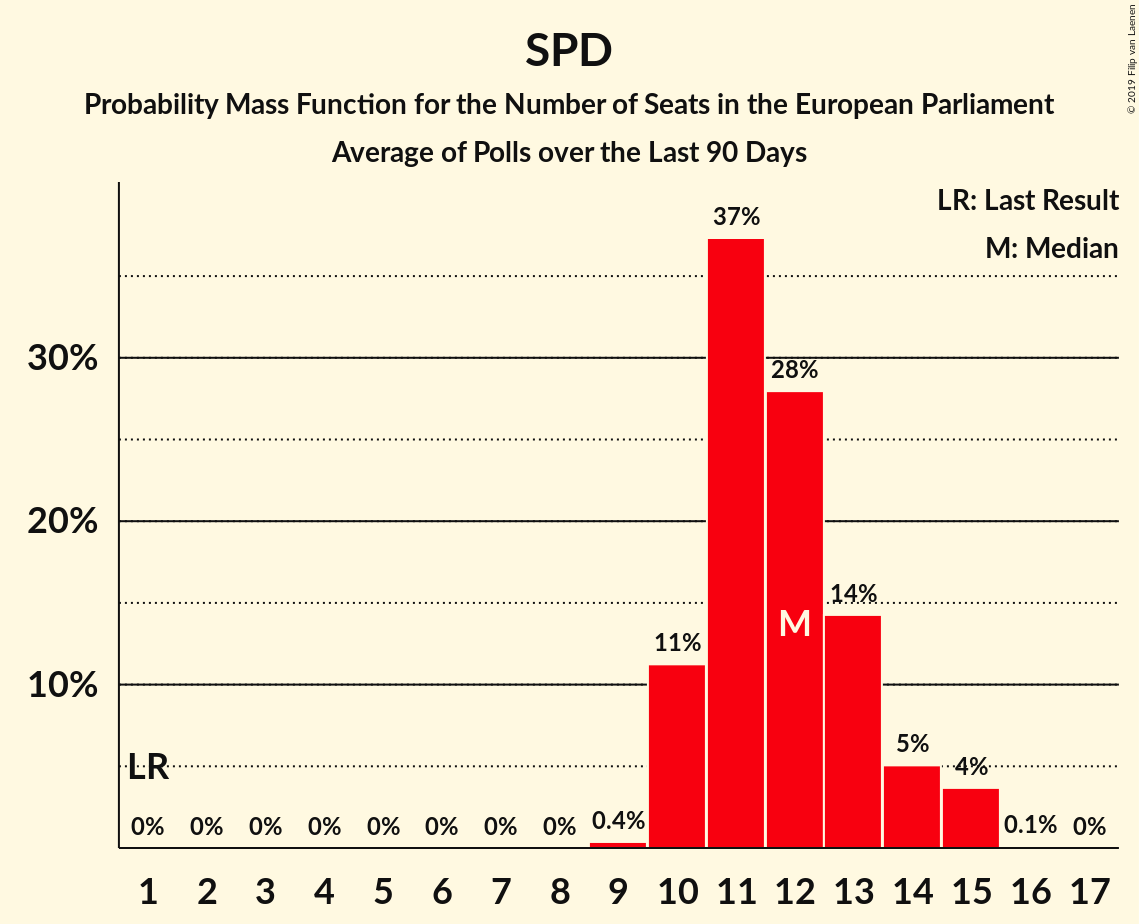 SPD
Probability Mass Function for the Number of Seats in the European Parliament
Average of Polls over the Last 90 Days
© 2019 Filip van Laenen
LR: Last Result
M: Median
37%
30%
28%
20%
14%
M
11%
10%
5%
4%
LR
0% 0% 0% 0% 0% 0% 0% 0% 0.4% 0.1% 0%
1 2 3 4 5 6 7 8 9 10 11 12 13 14 15 16 17